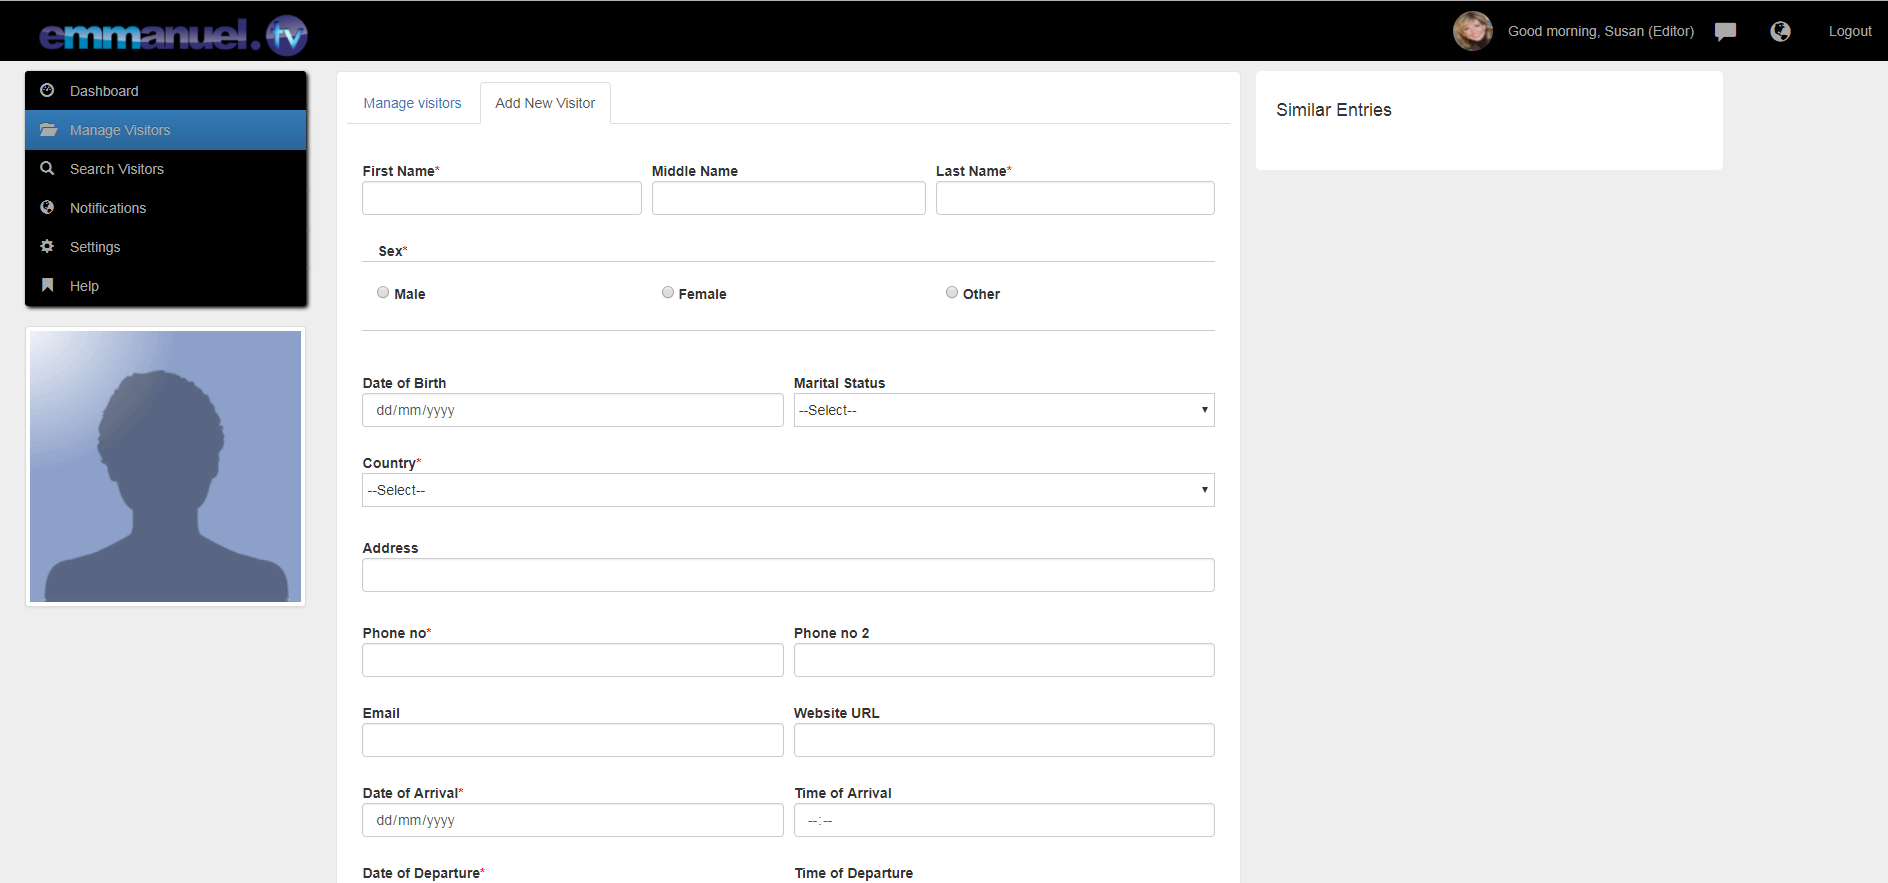 emmanuel.tv
Good morning, Susan (Editor)
Logout
Dashboard
Manage Visitors
Search Visitors
Notifications
Settings
Help
Manage visitors
Add New Visitor
First Name*
Middle Name
Last Name*
Sex*
Male
Female
Other
Date of Birth
Marital Status
dd/mm/yyyy
--Select--
Country*
--Select--
Address
Phone no*
Phone no 2
Email
Website URL
Date of Arrival*
Time of Arrival
dd/mm/yyyy
--:--
Date of Departure*
Time of Departure
Similar Entries